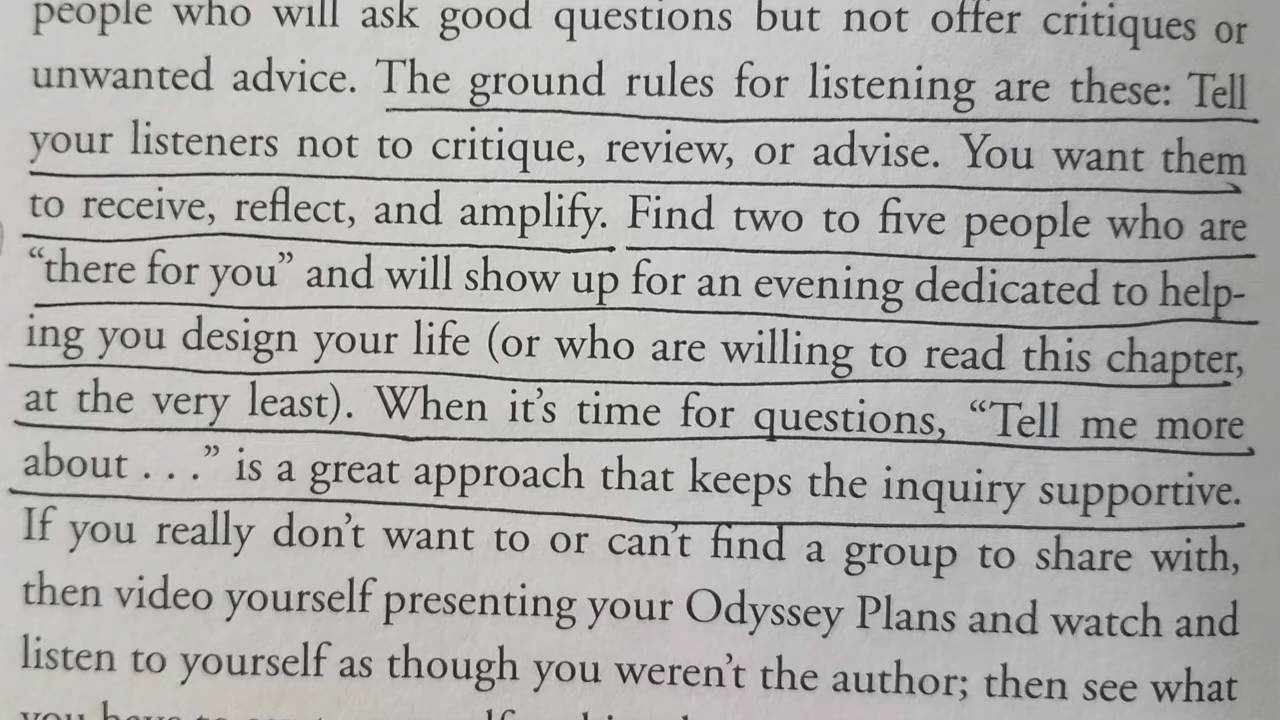 people who will ask good questions but not offer critiques or
unwanted advice. The ground rules for listening are these: Tell
your listeners not to critique, review, or advise. You want them
to receive, reflect, and amplify. Find two to five people who are
“there for you” and will show up for an evening dedicated to help-
ing you design your life (or who are willing to read this chapter,
at the very least). When it’s time for questions, “Tell me more
about . . .” is a great approach that keeps the inquiry supportive.
If you really don’t want to or can’t find a group to share with,
then video yourself presenting your Odyssey Plans and watch and
listen to yourself as though you weren’t the author; then see what
you have to